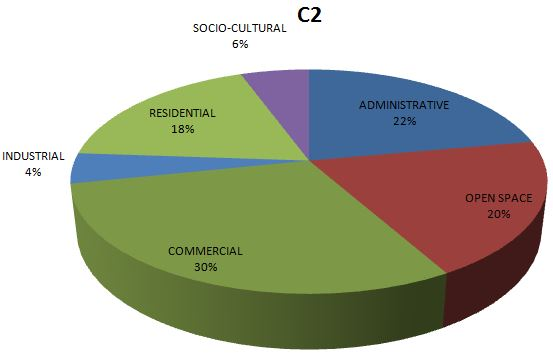 C2
SOCIO-CULTURAL
6%
ADMINISTRATIVE
22%
RESIDENTIAL
18%
INDUSTRIAL
4%
OPEN SPACE
20%
COMMERCIAL
30%